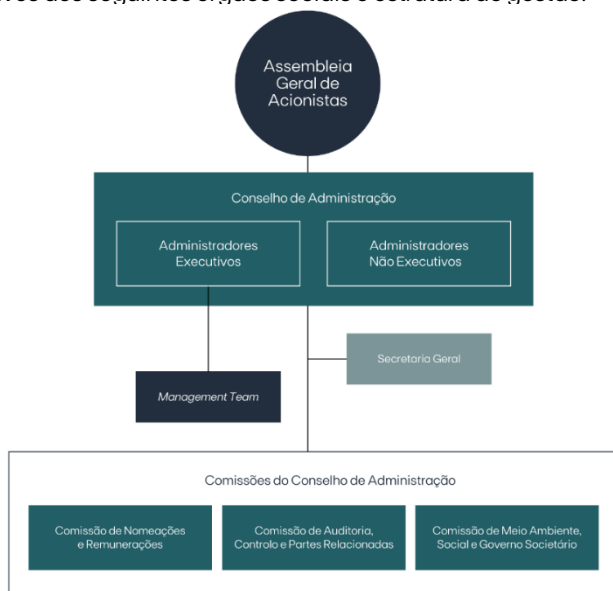 Assembleia
Geral de
Acionistas
Conselho de Administração
Administradores
Executivos
Administradores
Não Executivos
Secretaria Geral
Management Team
Comissões do Conselho de Administração
Comissão de Nomeações
e Remunerações
Comissão de Auditoria,
Controlo e Partes Relacionadas
Comissão de Meio Ambiente,
Social e Governo Societário